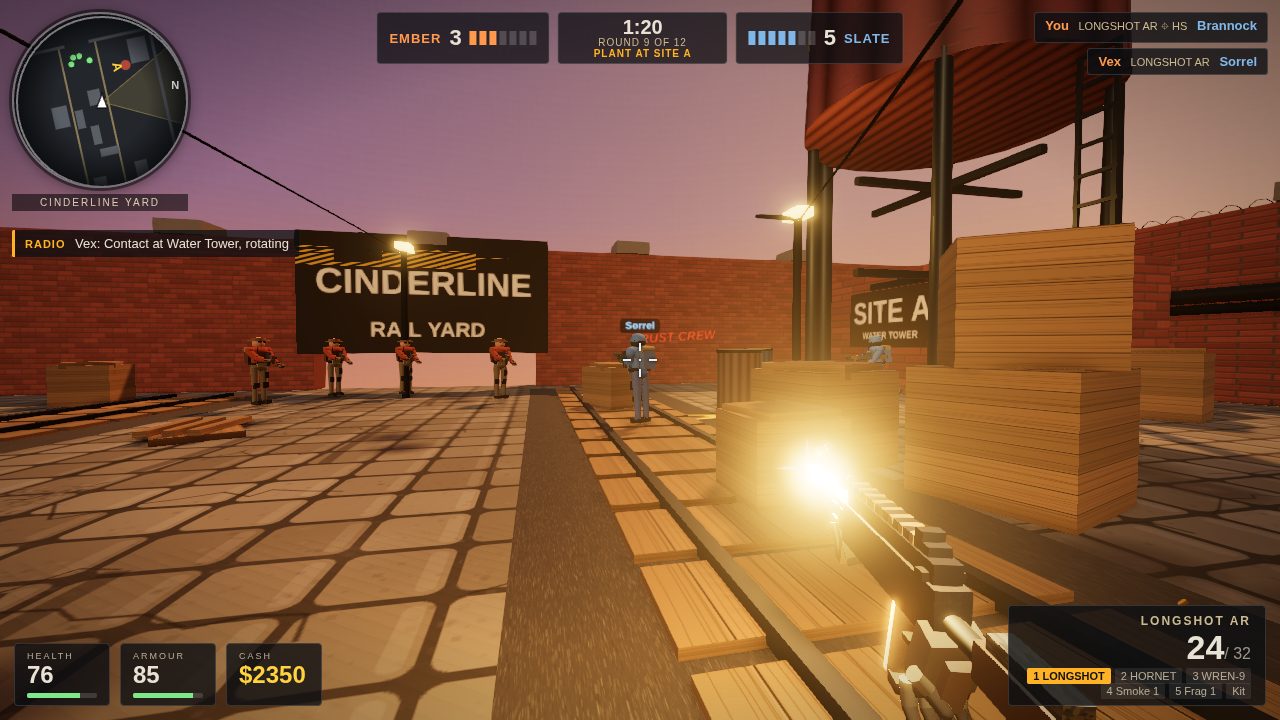 EMBER 3
1:20
ROUND 9 OF 12
PLANT AT SITE A
5 SLATE
You LONGSHOT AR HS Brannock
Vex LONGSHOT AR Sorrel
A
N
CINDERLINE YARD
RADIO Vex: Contact at Water Tower, rotating
CINDERLINE
RA L YARD
Sorrel
RUST CREW
SITE A
WATER TOWER
HEALTH
76
ARMOUR
85
CASH
$2350
LONGSHOT AR
24 / 32
1 LONGSHOT 2 HORNET 3 WREN-9
4 Smoke 1 5 Frag 1 Kit